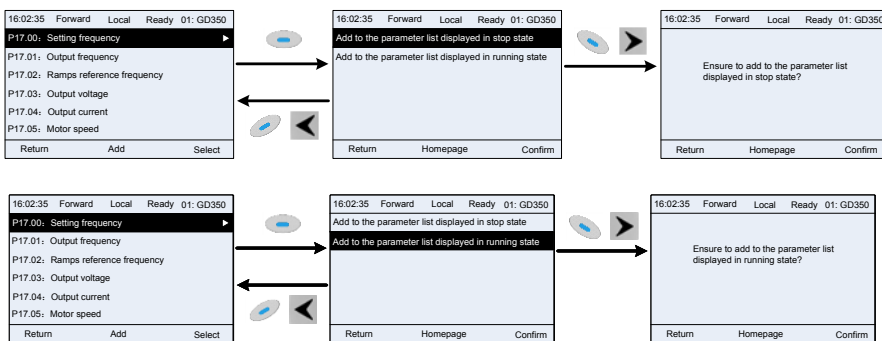 16:02:35 Forward Local Ready 01: GD350
P17.00: Setting frequency
P17.01: Output frequency
P17.02: Ramps reference frequency
P17.03: Output voltage
P17.04: Output current
P17.05: Motor speed
Return Add Select
16:02:35 Forward Local Ready 01: GD350
Add to the parameter list displayed in stop state
Add to the parameter list displayed in running state
Return Homepage Confirm
16:02:35 Forward Local Ready 01: GD350
Ensure to add to the parameter list
displayed in stop state?
Return Homepage Confirm
16:02:35 Forward Local Ready 01: GD350
P17.00: Setting frequency
P17.01: Output frequency
P17.02: Ramps reference frequency
P17.03: Output voltage
P17.04: Output current
P17.05: Motor speed
Return Add Select
16:02:35 Forward Local Ready 01: GD350
Add to the parameter list displayed in stop state
Add to the parameter list displayed in running state
Return Homepage Confirm
16:02:35 Forward Local Ready 01: GD350
Ensure to add to the parameter list
displayed in running state?
Return Homepage Confirm